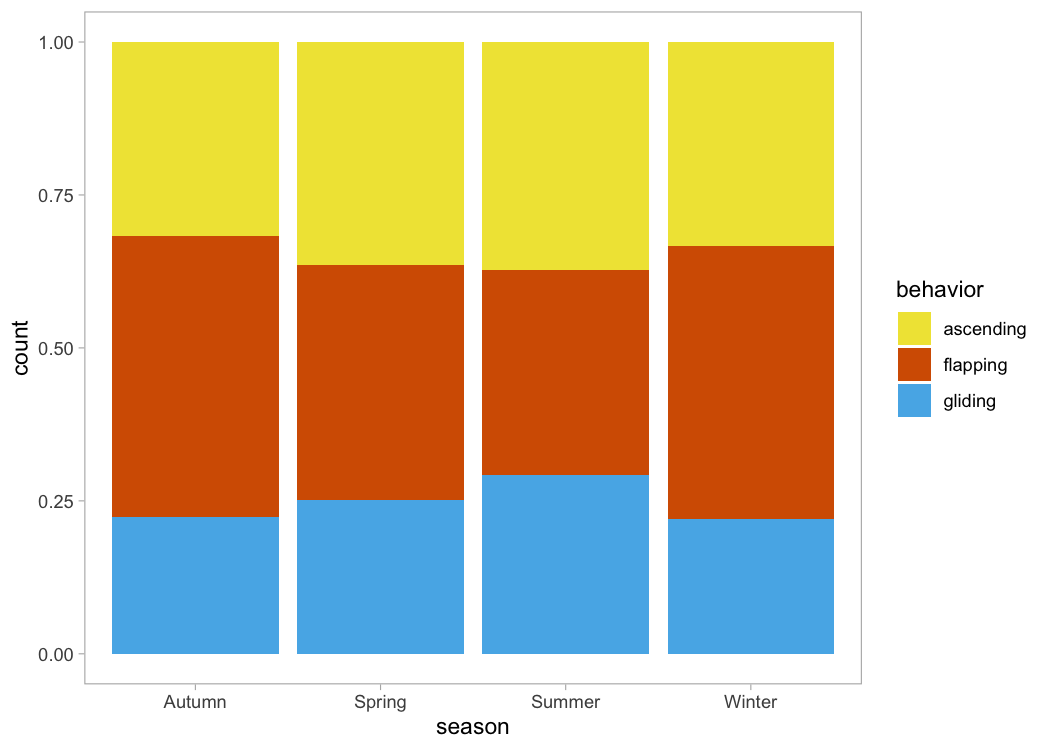 1.00
0.75
0.50
0.25
0.00
count
Autumn Spring Summer Winter
season
behavior
ascending
flapping
gliding